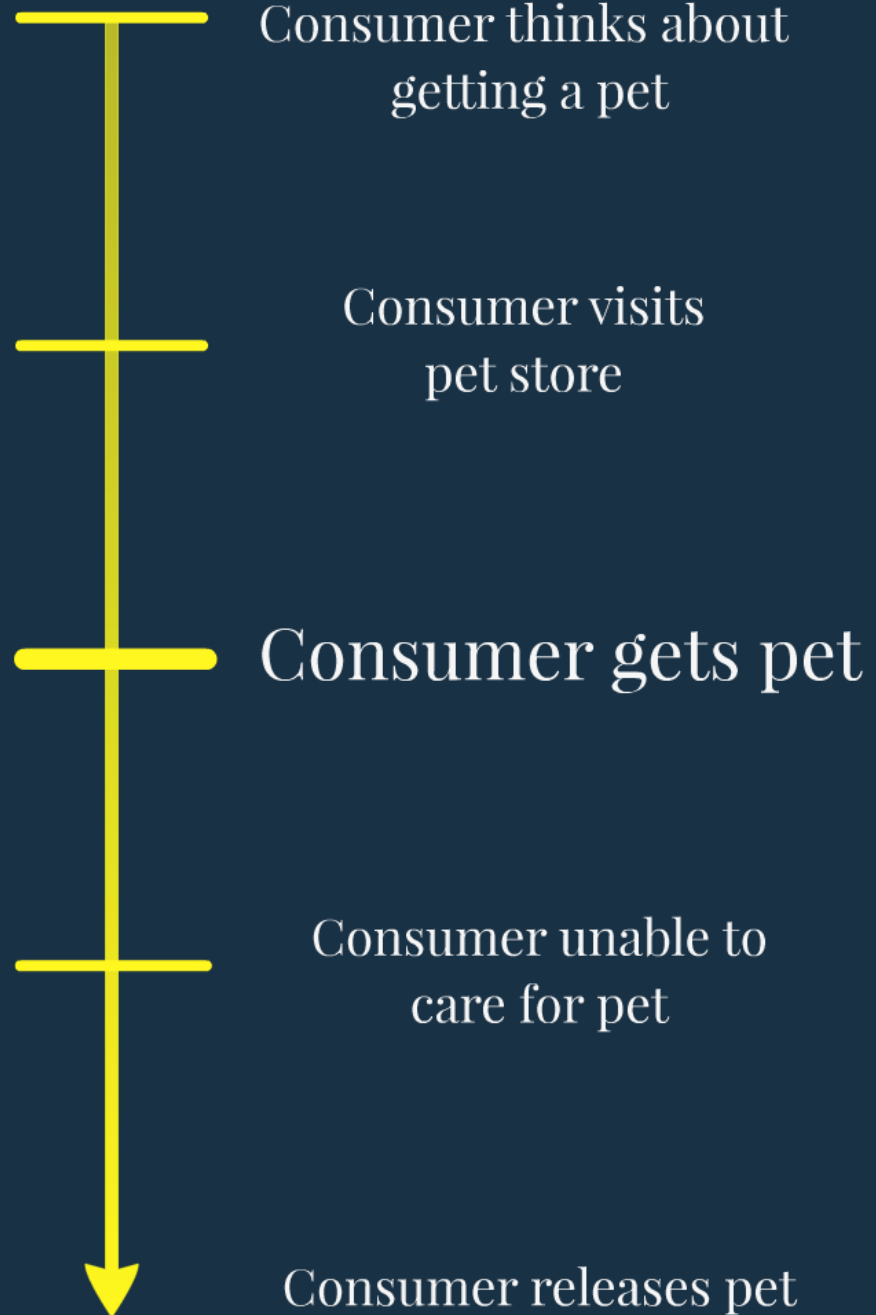 Consumer thinks about
getting a pet
Consumer visits
pet store
Consumer gets pet
Consumer unable to
care for pet
Consumer releases pet